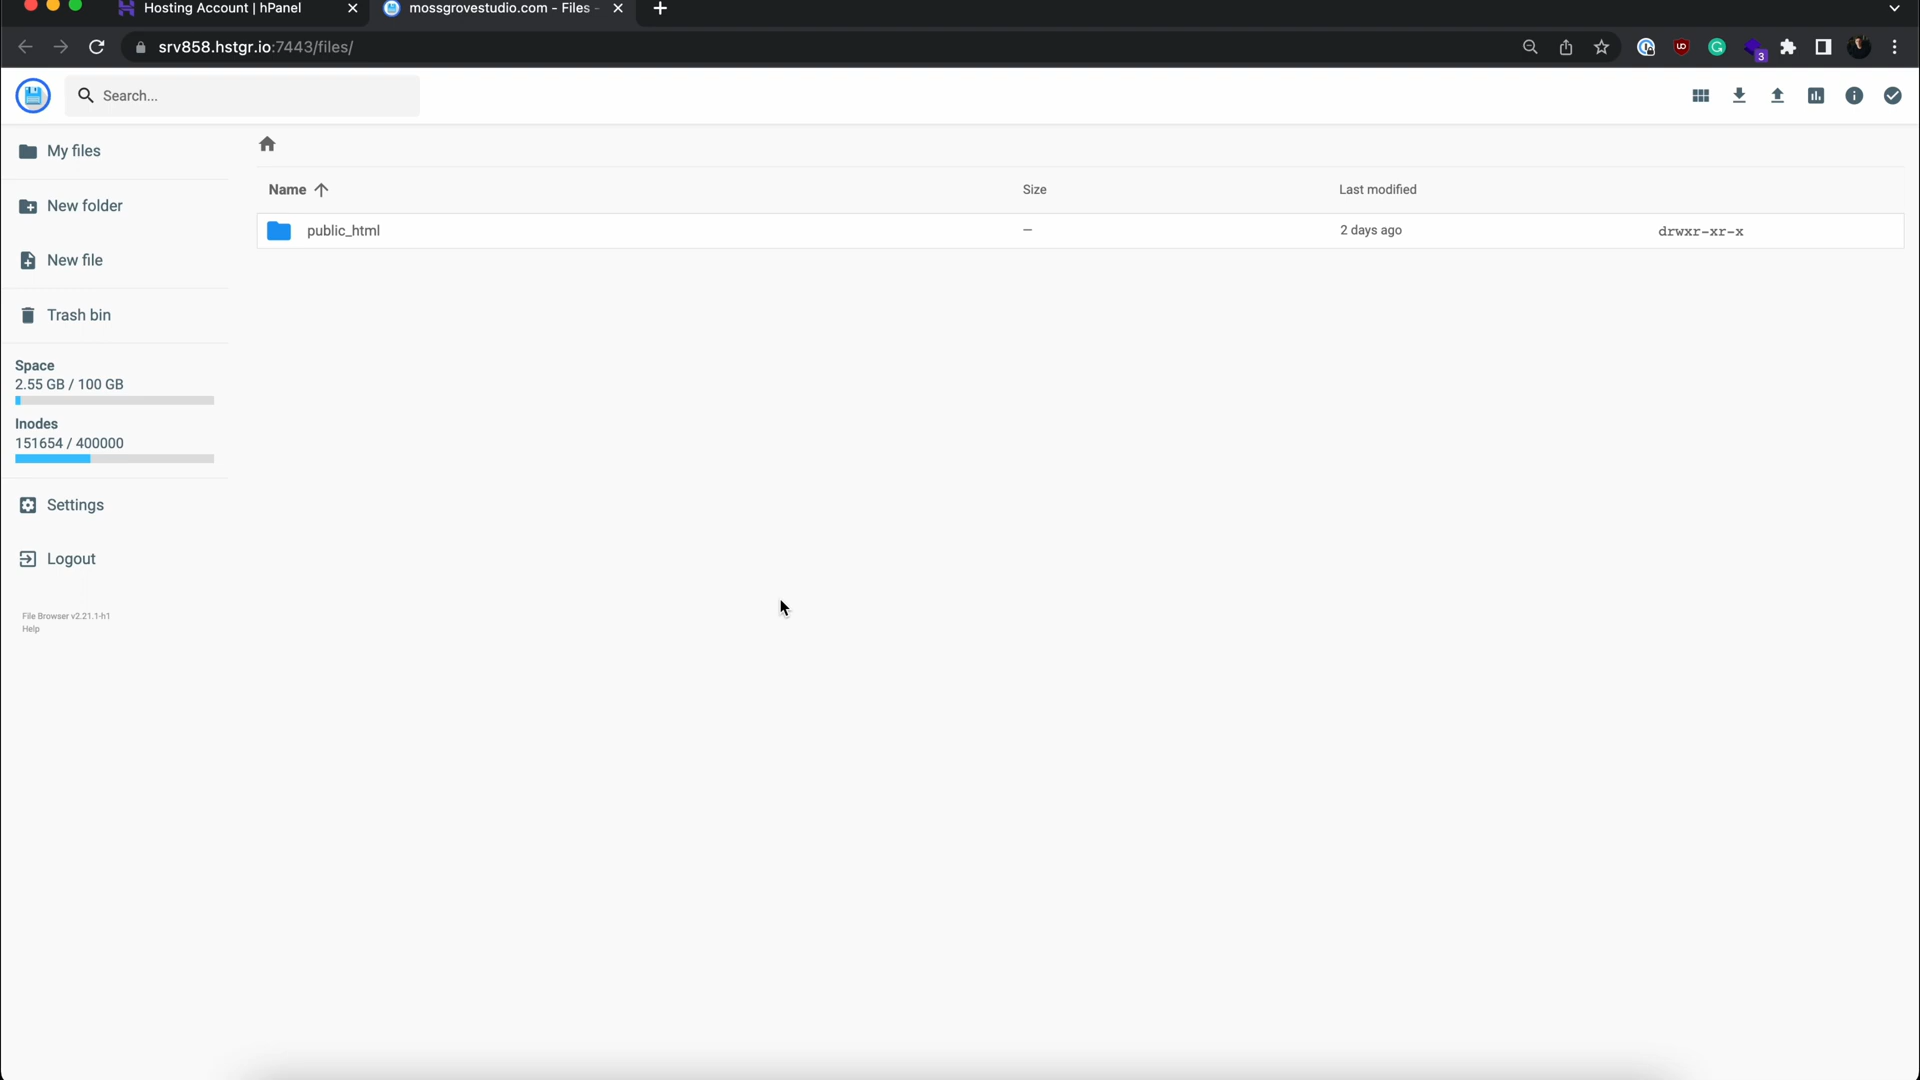 Hosting Account | hPanel
mossgrovestudio.com - Files -
srv858.hstgr.io:7443/files/
3
Search...
My files
New folder
New file
Trash bin
Space
2.55 GB / 100 GB
Inodes
151654 / 400000
Settings
Logout
File Browser v2.21.1-h1
Help
Name Size Last modified
public_html — 2 days ago drwxr-xr-x